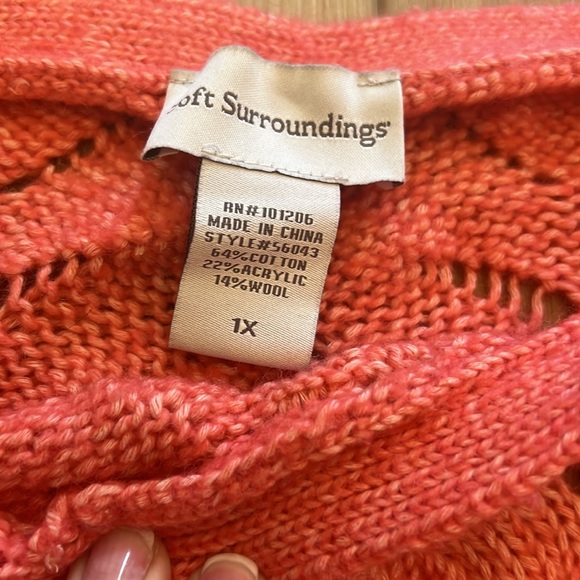 Soft Surroundings
RN#101206
MADE IN CHINA
STYLE#56043
64%COTTON
22%ACRYLIC
14%WOOL
1X